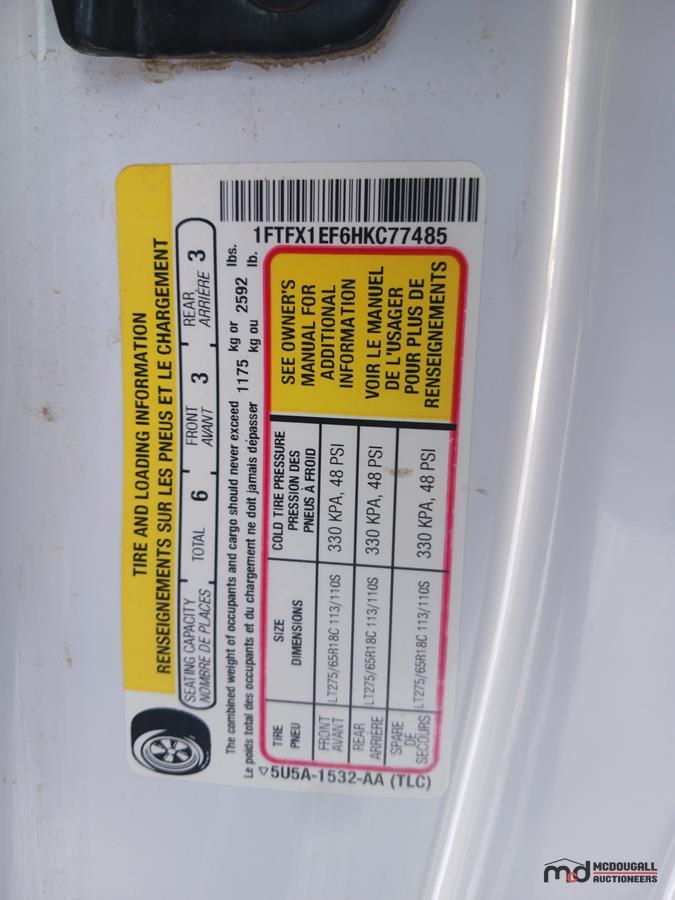 TIRE AND LOADING INFORMATION
RENSEIGNEMENTS SUR LES PNEUS ET LE CHARGEMENT
SEATING CAPACITY
NOMBRE DE PLACES
TOTAL 6
FRONT
AVANT 3
REAR
ARRIÈRE 3
The combined weight of occupants and cargo should never exceed 1175 kg or 2592 lbs.
Le poids total des occupants et du chargement ne doit jamais dépasser kg ou lb.
TIRE
PNEU
SIZE
DIMENSIONS
COLD TIRE PRESSURE
PRESSION DES
PNEUS À FROID
FRONT
AVANT
LT275/65R18C 113/110S
330 KPA, 48 PSI
REAR
ARRIÈRE
LT275/65R18C 113/110S
330 KPA, 48 PSI
SPARE
DE
SECOURS
LT275/65R18C 113/110S
330 KPA, 48 PSI
SEE OWNER'S
MANUAL FOR
ADDITIONAL
INFORMATION
VOIR LE MANUEL
DE L'USAGER
POUR PLUS DE
RENSEIGNEMENTS
5U5A-1532-AA (TLC)
1FTFX1EF6HKC77485
md MCDOUGALL
AUCTIONEERS